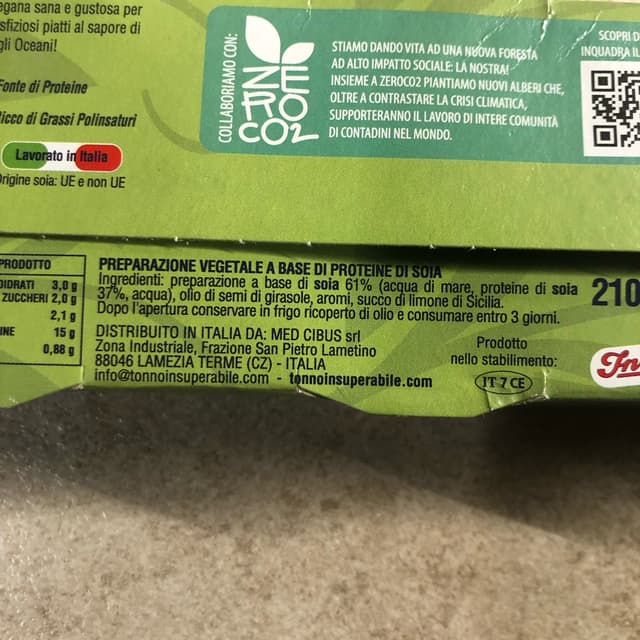 egana sana e gustosa per
sfiziosi piatti al sapore di
gli Oceani!
Fonte di Proteine
Ricco di Grassi Polinsaturi
Lavorato in Italia
Origine soia: UE e non UE
COLLABORIAMO CON:
ZERO
CO2
STIAMO DANDO VITA AD UNA NUOVA FORESTA
AD ALTO IMPATTO SOCIALE: LA NOSTRA!
INSIEME A ZEROCO2 PIANTIAMO NUOVI ALBERI CHE,
OLTRE A CONTRASTARE LA CRISI CLIMATICA,
SUPPORTERANNO IL LAVORO DI INTERE COMUNITÀ
DI CONTADINI NEL MONDO.
SCOPRI D
INQUADRA IL
PRODOTTO
OIDRATI 3,0 g
ZUCCHERI 2,0 g
2,1 g
INE 15 g
0,88 g
PREPARAZIONE VEGETALE A BASE DI PROTEINE DI SOIA
Ingredienti: preparazione a base di soia 61% (acqua di mare, proteine di soia
37%, acqua), olio di semi di girasole, aromi, succo di limone di Sicilia.
Dopo l'apertura conservare in frigo ricoperto di olio e consumare entro 3 giorni.
DISTRIBUITO IN ITALIA DA: MED CIBUS srl
Zona Industriale, Frazione San Pietro Lametino
88046 LAMEZIA TERME (CZ) - ITALIA
info@tonnoinsuperabile.com - tonnoinsuperabile.com
Prodotto
nello stabilimento:
IT 7 CE
210